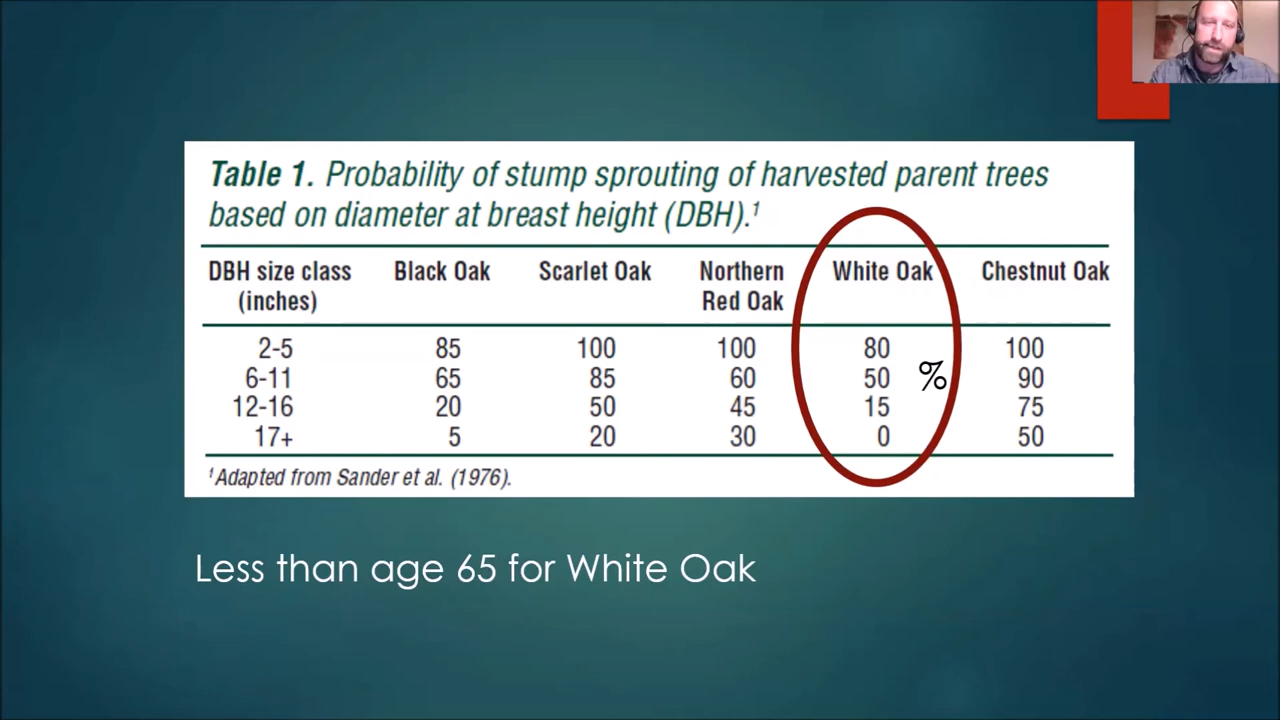 Table 1. Probability of stump sprouting of harvested parent trees
based on diameter at breast height (DBH).¹
DBH size class (inches) Black Oak Scarlet Oak Northern Red Oak White Oak Chestnut Oak
2-5 85 100 100 80 100
6-11 65 85 60 50 % 90
12-16 20 50 45 15 75
17+ 5 20 30 0 50
¹Adapted from Sander et al. (1976).
Less than age 65 for White Oak